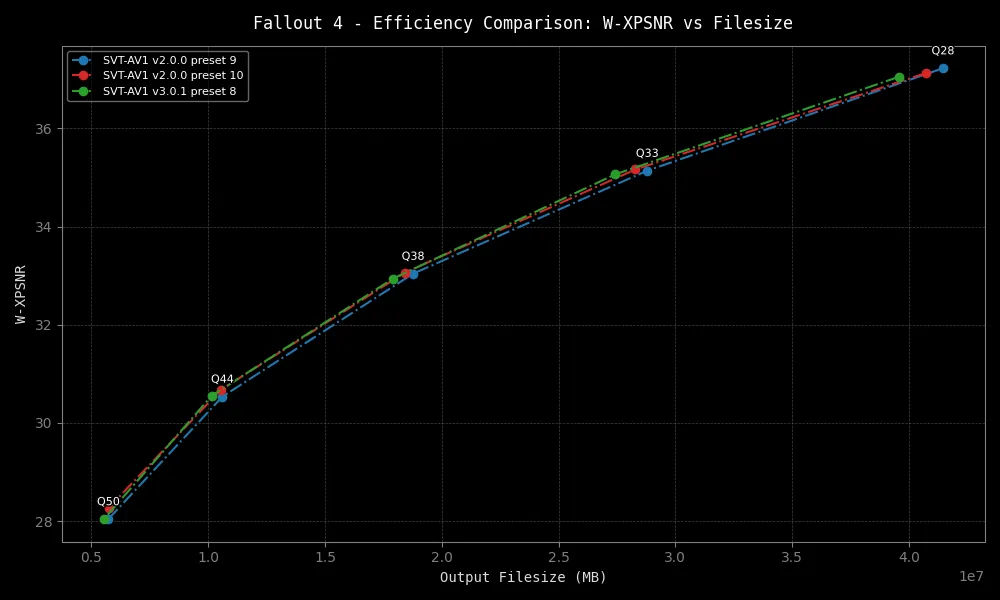 Fallout 4 - Efficiency Comparison: W-XPSNR vs Filesize
SVT-AV1 v2.0.0 preset 9
SVT-AV1 v2.0.0 preset 10
SVT-AV1 v3.0.1 preset 8
Q28
Q33
Q38
Q44
Q50
36
34
32
30
28
W-XPSNR
0.5 1.0 1.5 2.0 2.5 3.0 3.5 4.0
1e7
Output Filesize (MB)